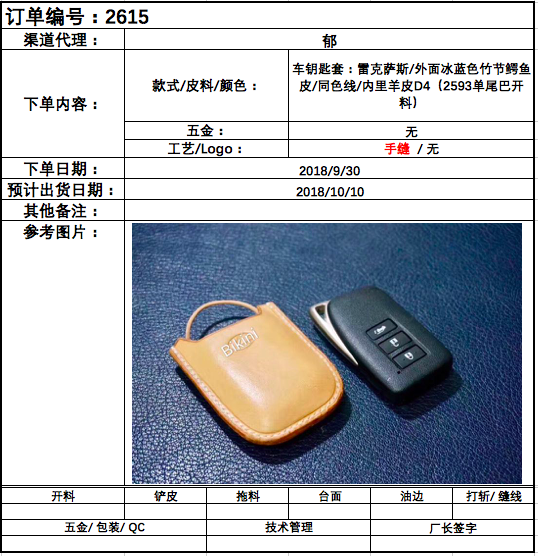 订单编号：2615
渠道代理：
郁
下单内容：
款式/皮料/颜色：
车钥匙套：雷克萨斯/外面冰蓝色竹节鳄鱼
皮/同色线/内里羊皮D4（2593单尾巴开
料）
五金：
无
工艺/Logo：
手缝 / 无
下单日期：
2018/9/30
预计出货日期：
2018/10/10
其他备注：
参考图片：
Bikini
开料
铲皮
拖料
台面
油边
打斩/ 缝线
五金/ 包装/ QC
技术管理
厂长签字